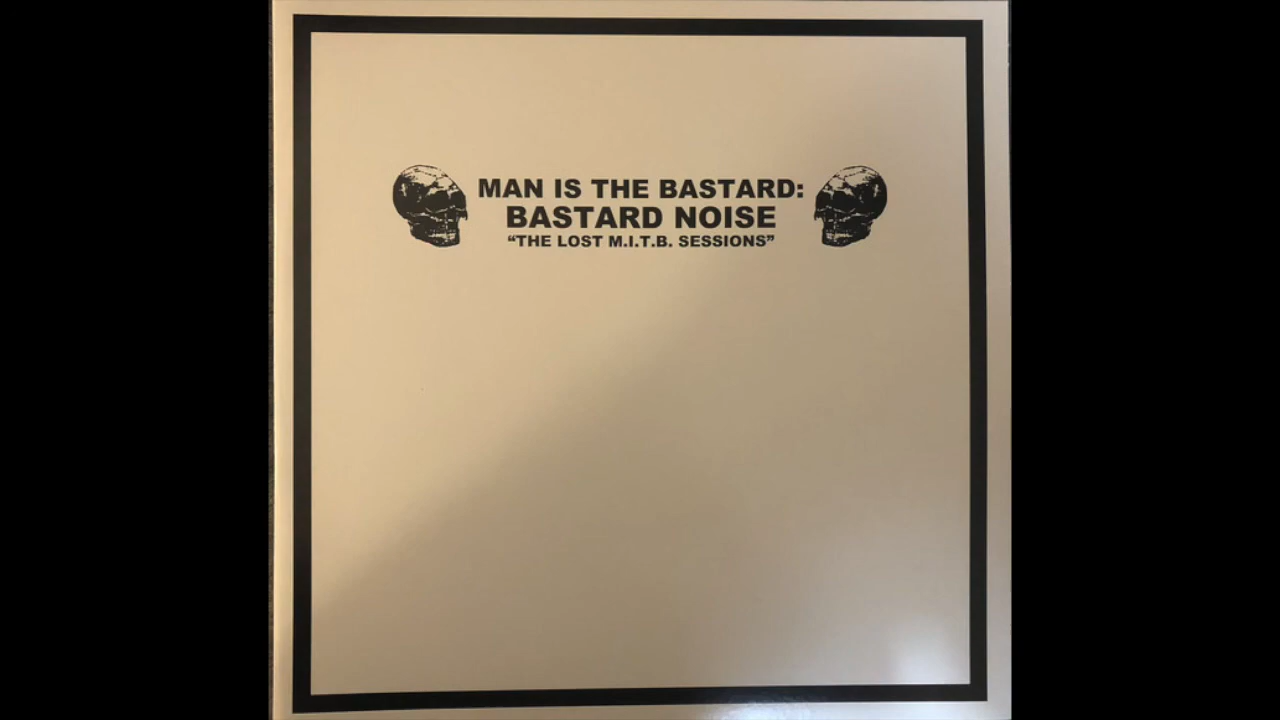 MAN IS THE BASTARD:
BASTARD NOISE
“THE LOST M.I.T.B. SESSIONS”